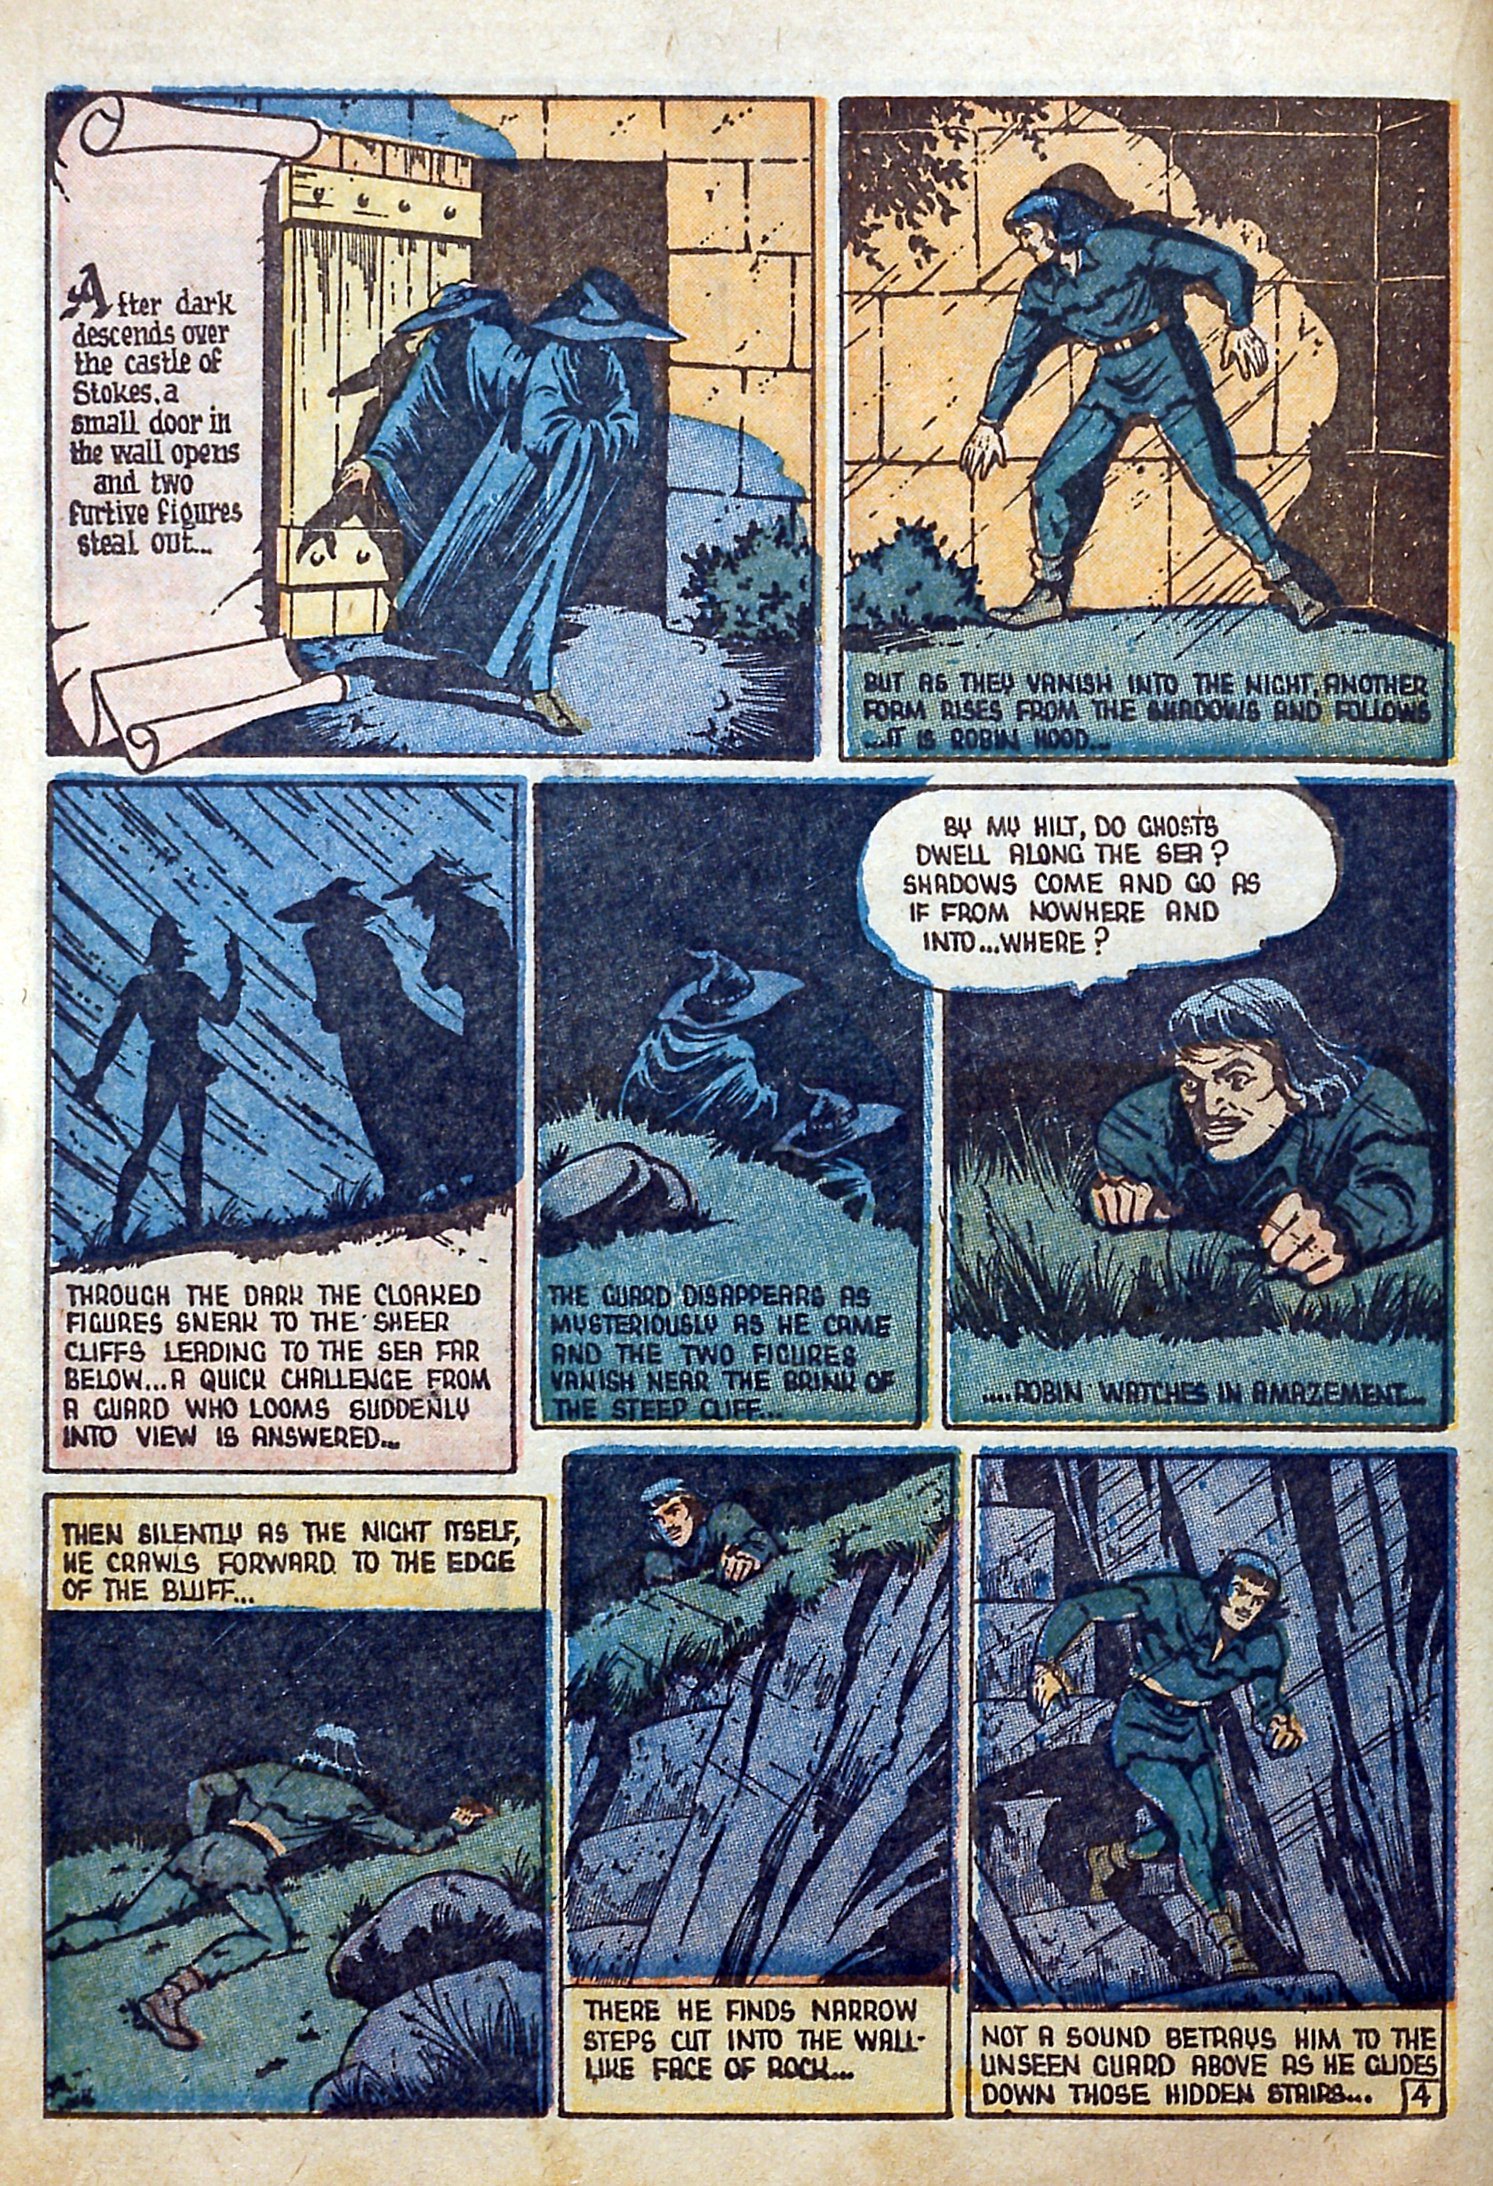 After dark
descends over
the castle of
Stokes, a
small door in
the wall opens
and two
furtive figures
steal out...
BUT AS THEY VANISH INTO THE NIGHT, ANOTHER
FORM RISES FROM THE SHADOWS AND FOLLOWS
...IT IS ROBIN HOOD...
THROUGH THE DARK THE CLOAKED
FIGURES SNEAK TO THE SHEER
CLIFFS LEADING TO THE SEA FAR
BELOW... A QUICK CHALLENGE FROM
A GUARD WHO LOOMS SUDDENLY
INTO VIEW IS ANSWERED...
THE GUARD DISAPPEARS AS
MYSTERIOUSLY AS HE CAME
AND THE TWO FIGURES
VANISH NEAR THE BRINK OF
THE STEEP CLIFF...
BY MY HILT, DO GHOSTS
DWELL ALONG THE SEA?
SHADOWS COME AND GO AS
IF FROM NOWHERE AND
INTO...WHERE?
....ROBIN WATCHES IN AMAZEMENT...
THEN SILENTLY AS THE NIGHT ITSELF,
HE CRAWLS FORWARD TO THE EDGE
OF THE BLUFF...
THERE HE FINDS NARROW
STEPS CUT INTO THE WALL-
LIKE FACE OF ROCK...
NOT A SOUND BETRAYS HIM TO THE
UNSEEN GUARD ABOVE AS HE GLIDES
DOWN THOSE HIDDEN STAIRS...
4